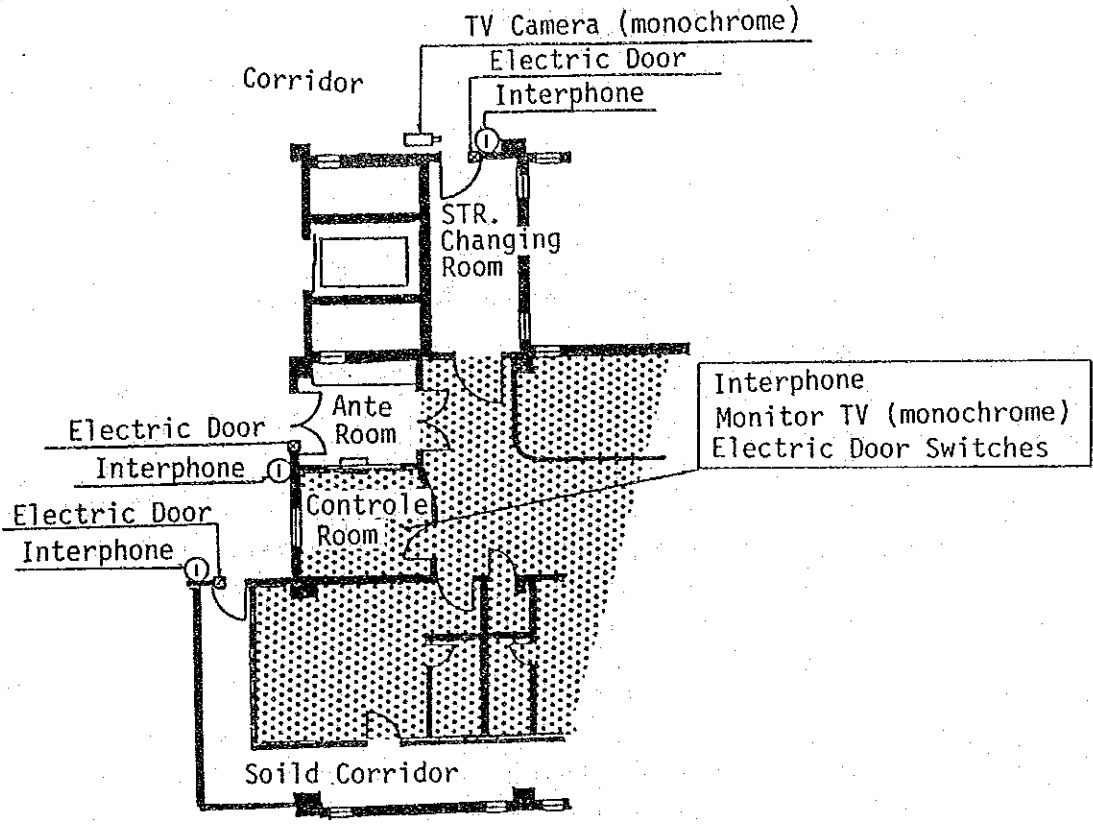 TV Camera (monochrome)
Electric Door
Interphone
Corridor
STR.
Changing
Room
Interphone
Monitor TV (monochrome)
Electric Door Switches
Ante
Room
Electric Door
Interphone
Controle
Room
Electric Door
Interphone
Soild Corridor